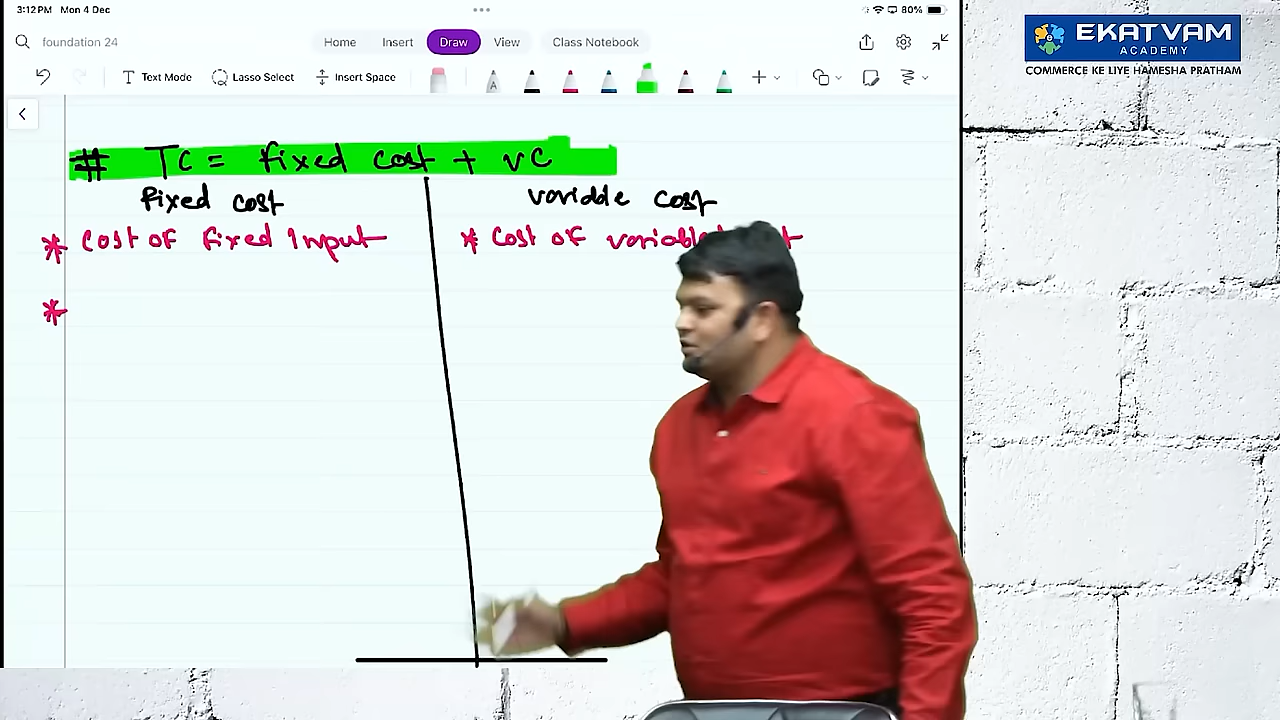 3:12 PM Mon 4 Dec
80%
foundation 24
Home Insert Draw View Class Notebook
Text Mode Lasso Select Insert Space
EKATVAM
ACADEMY
COMMERCE KE LIYE HAMESHA PRATHAM
# TC = fixed cost + VC
fixed cost
variable cost
* Cost of fixed Input
* Cost of variable
*